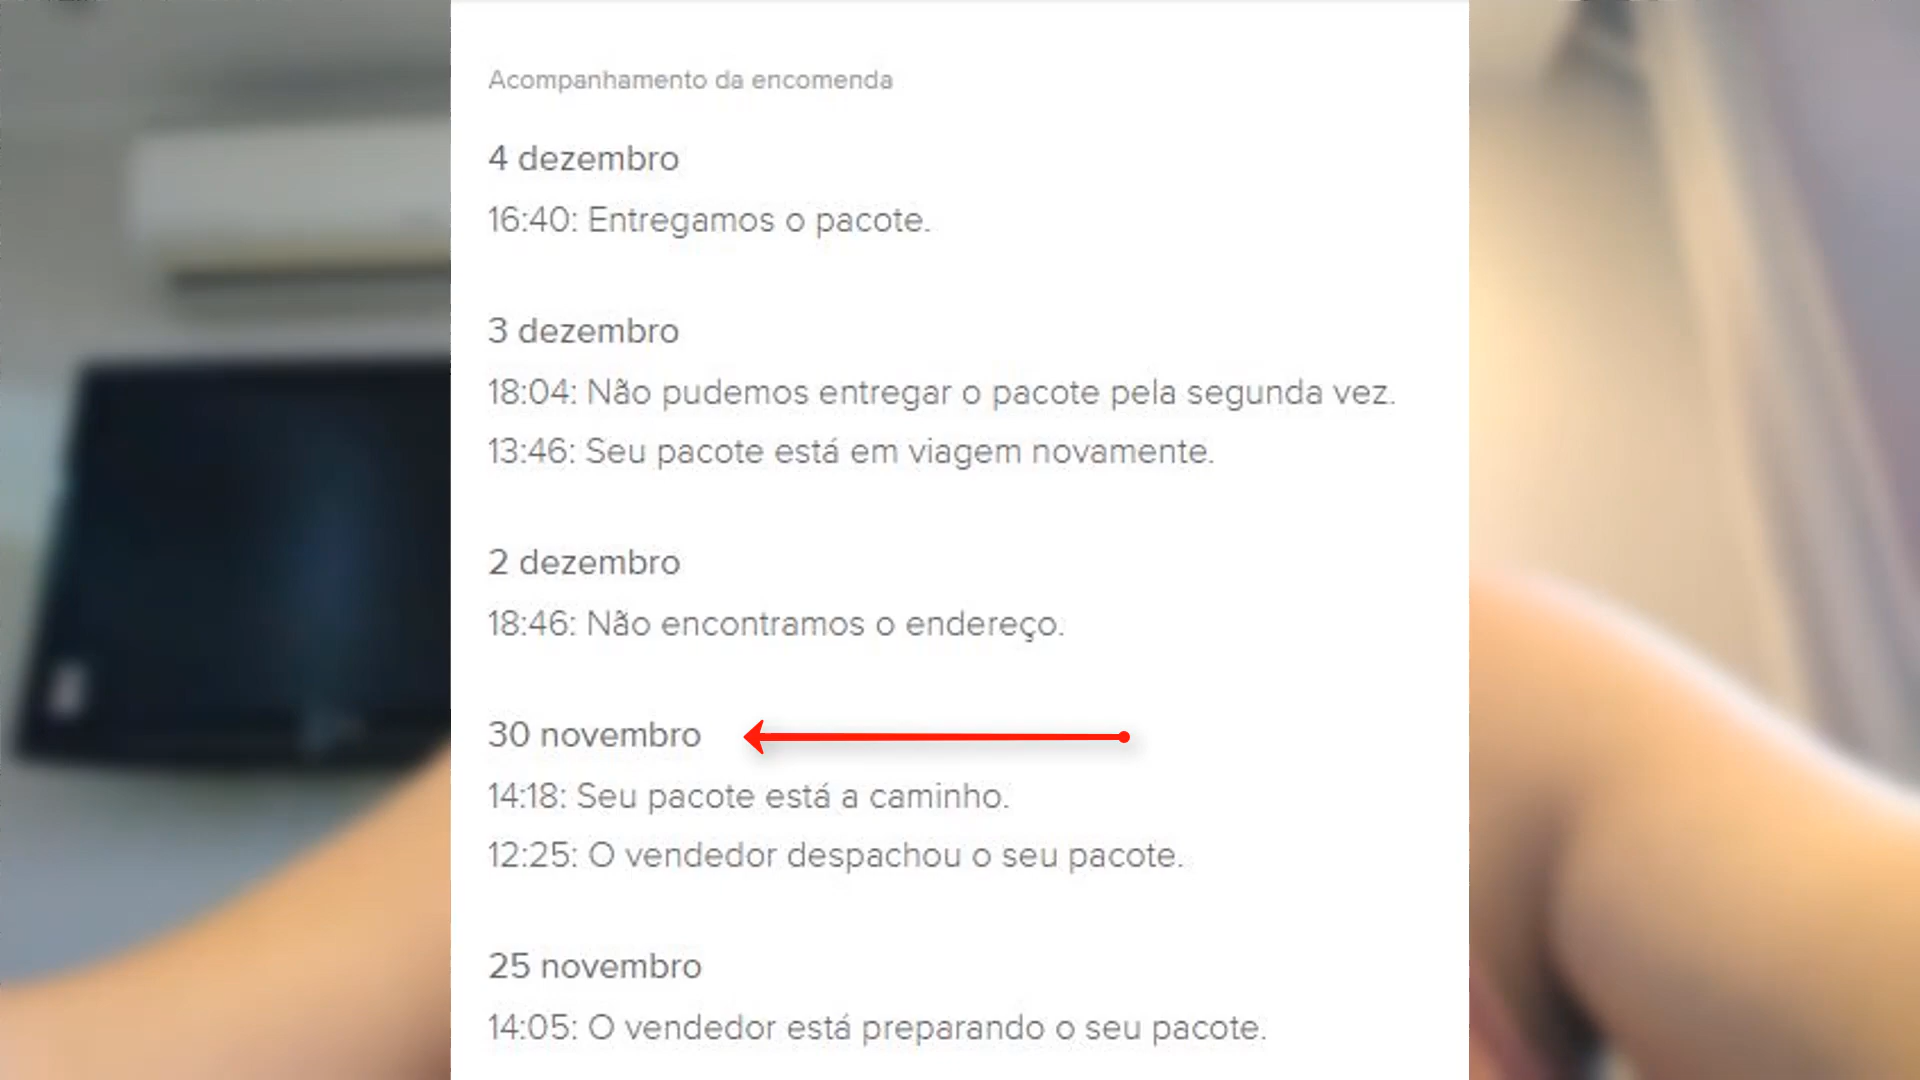 Acompanhamento da encomenda
4 dezembro
16:40: Entregamos o pacote.
3 dezembro
18:04: Não pudemos entregar o pacote pela segunda vez.
13:46: Seu pacote está em viagem novamente.
2 dezembro
18:46: Não encontramos o endereço.
30 novembro
14:18: Seu pacote está a caminho.
12:25: O vendedor despachou o seu pacote.
25 novembro
14:05: O vendedor está preparando o seu pacote.